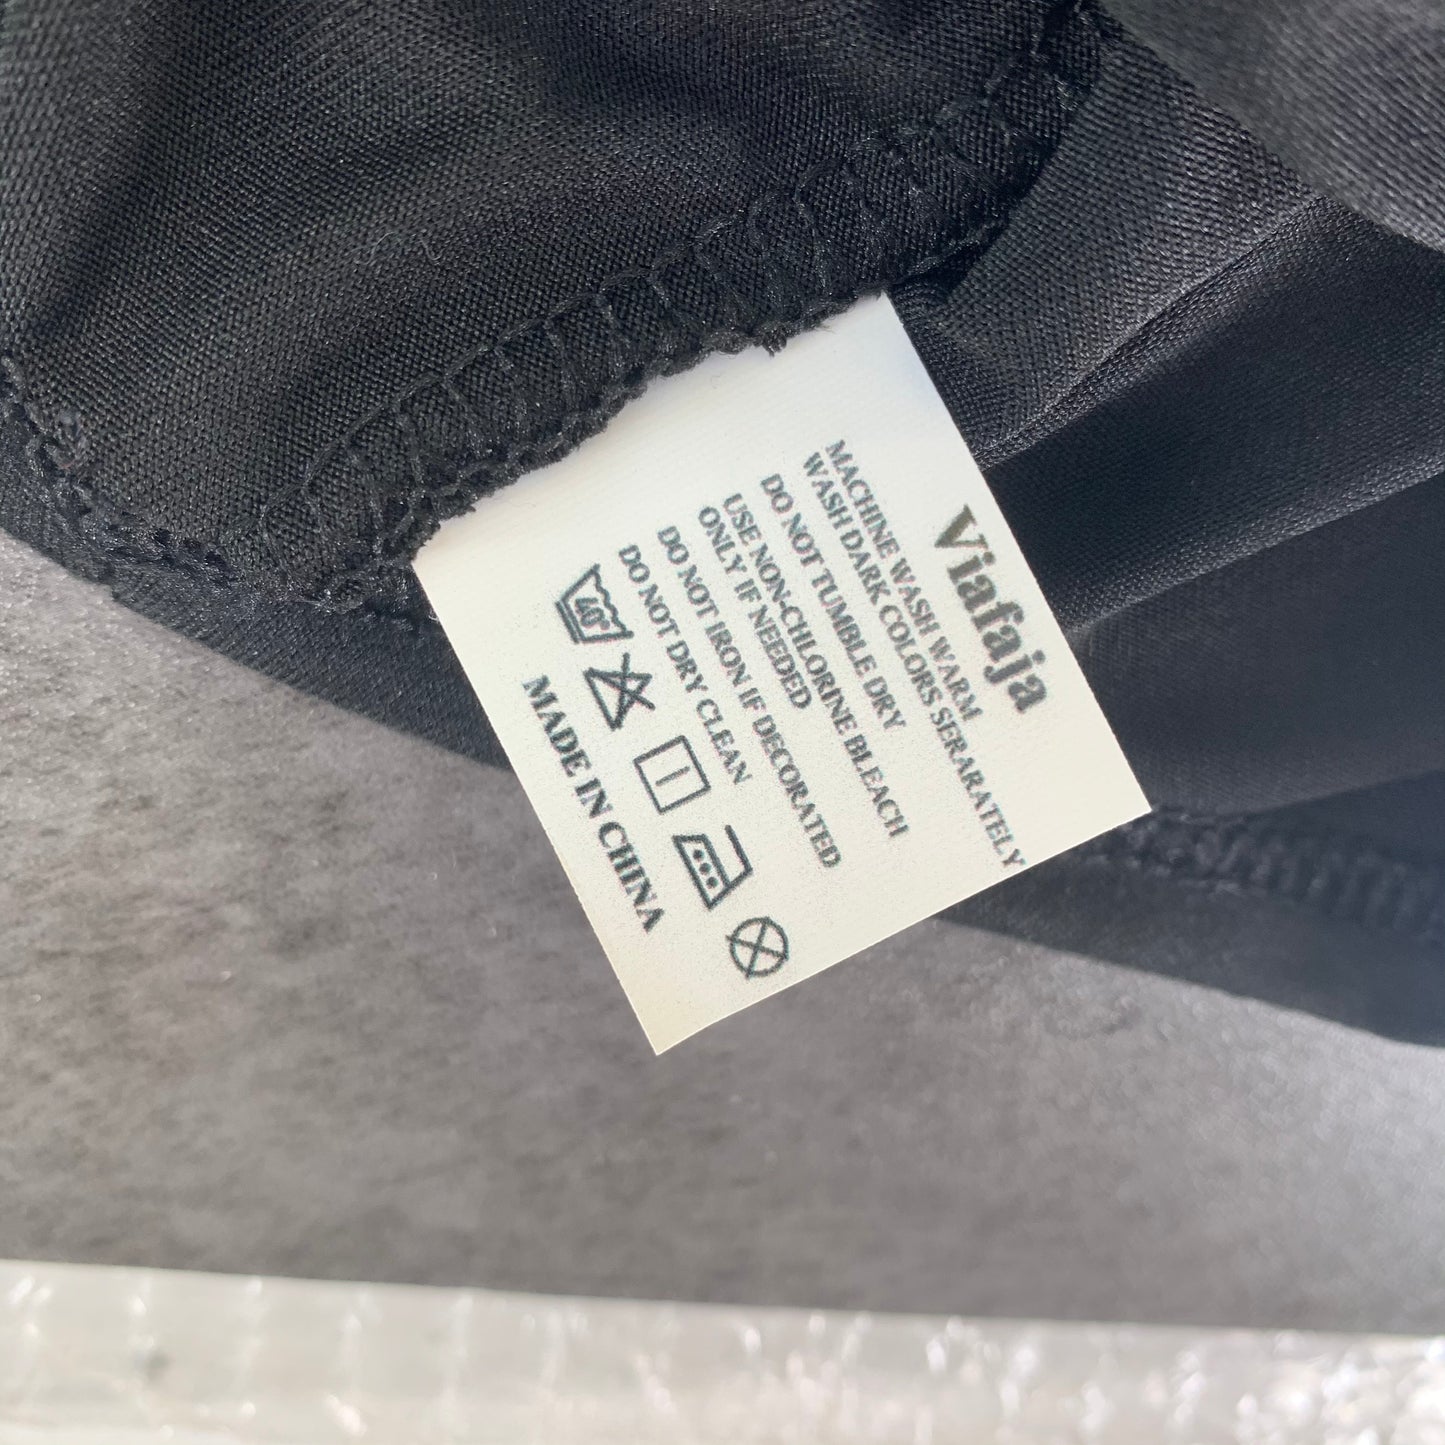 Viafaja
MACHINE WASH WARM
WASH DARK COLORS SERARATELY
DO NOT TUMBLE DRY
USE NON-CHLORINE BLEACH
ONLY IF NEEDED
DO NOT IRON IF DECORATED
DO NOT DRY CLEAN
40°
MADE IN CHINA